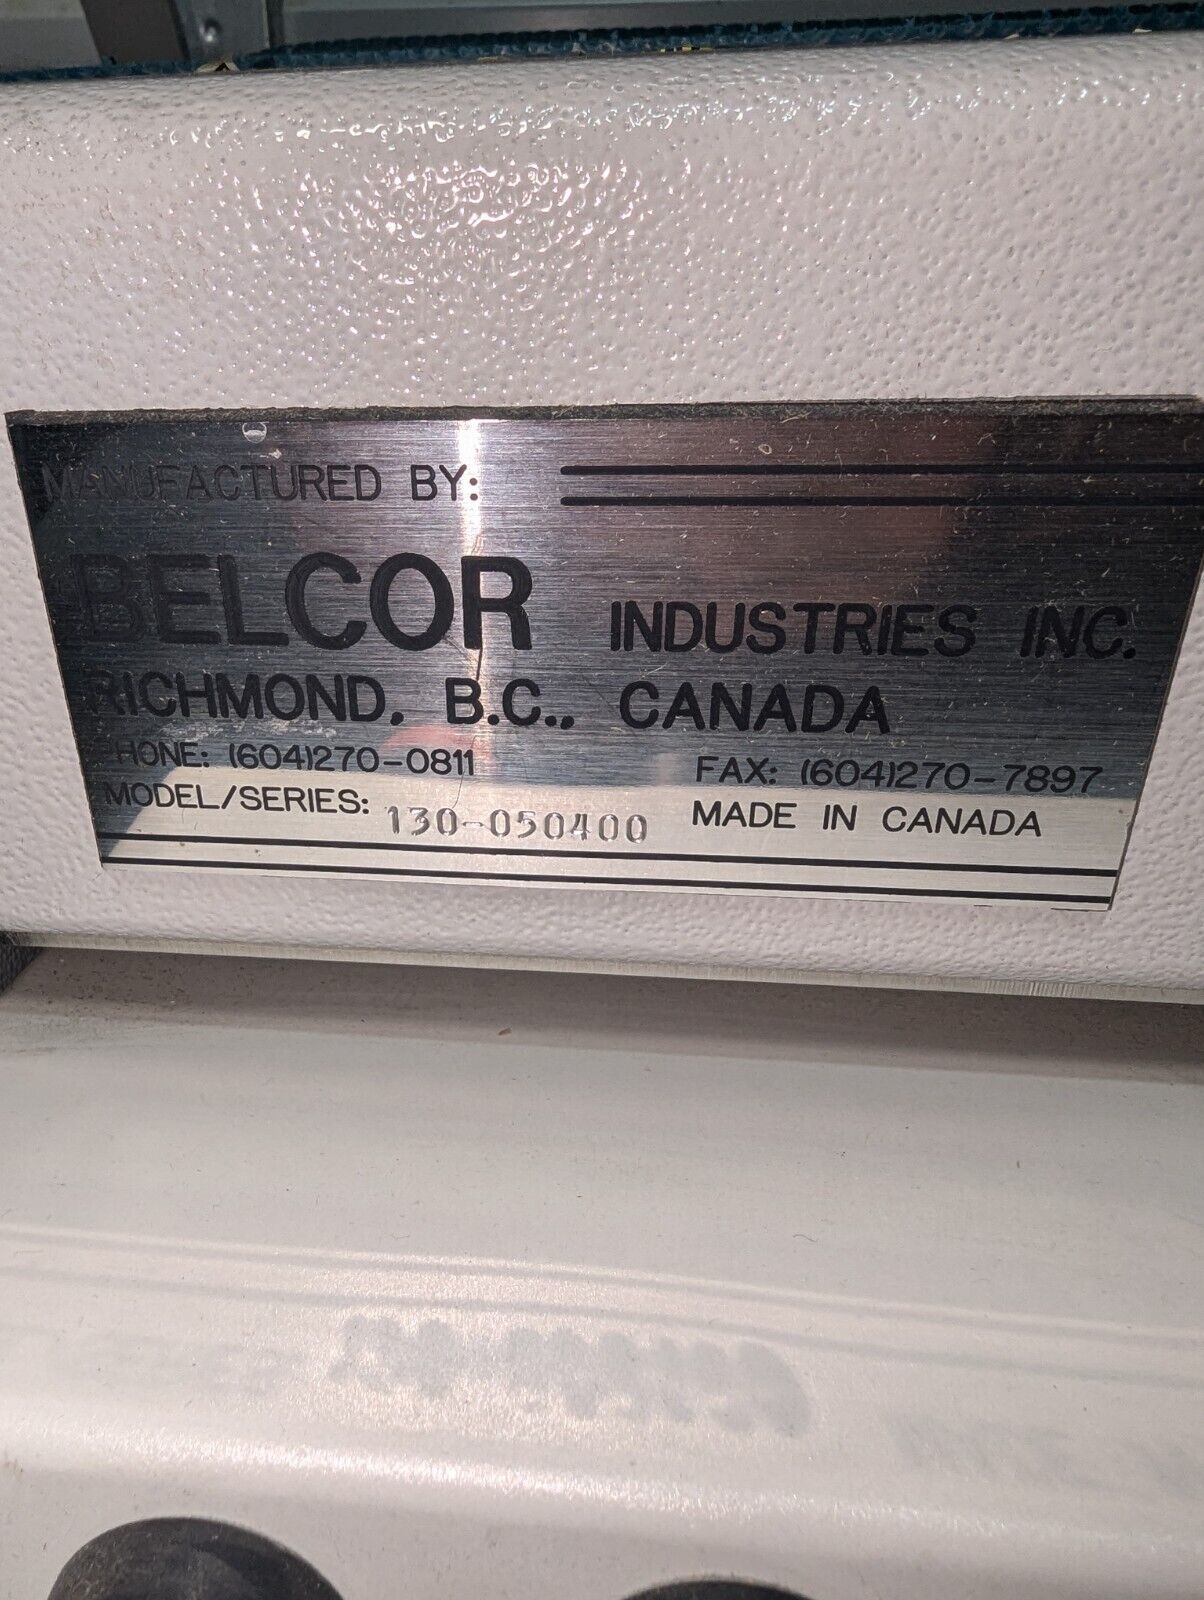 MANUFACTURED BY:
BELCOR INDUSTRIES INC.
RICHMOND, B.C., CANADA
PHONE: (604)270-0811 FAX: (604)270-7897
MODEL/SERIES: 130-050400 MADE IN CANADA